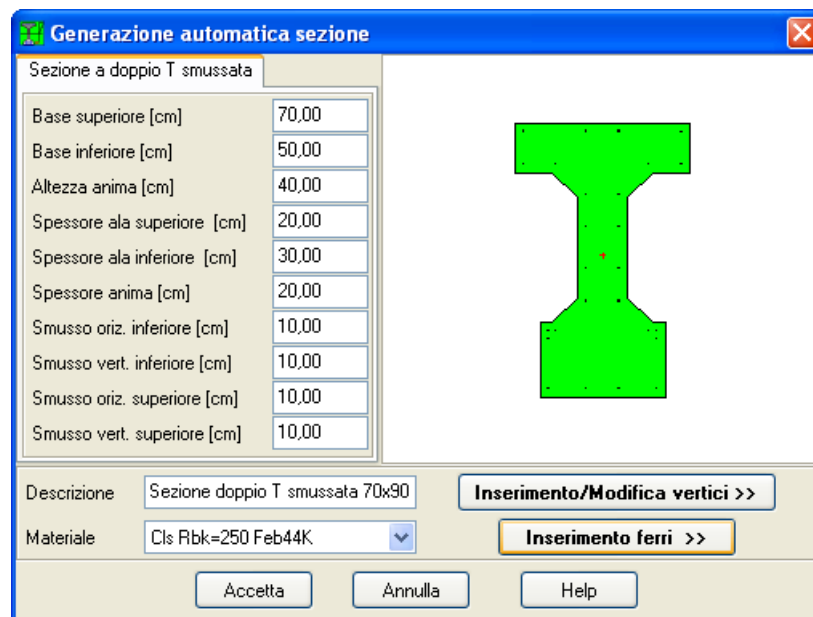 Generazione automatica sezione
Sezione a doppio T smussata
Base superiore [cm] 70,00
Base inferiore [cm] 50,00
Altezza anima [cm] 40,00
Spessore ala superiore [cm] 20,00
Spessore ala inferiore [cm] 30,00
Spessore anima [cm] 20,00
Smusso oriz. inferiore [cm] 10,00
Smusso vert. inferiore [cm] 10,00
Smusso oriz. superiore [cm] 10,00
Smusso vert. superiore [cm] 10,00
Descrizione Sezione doppio T smussata 70x90 Inserimento/Modifica vertici >>
Materiale Cls Rbk=250 Feb44K Inserimento ferri >>
Accetta Annulla Help